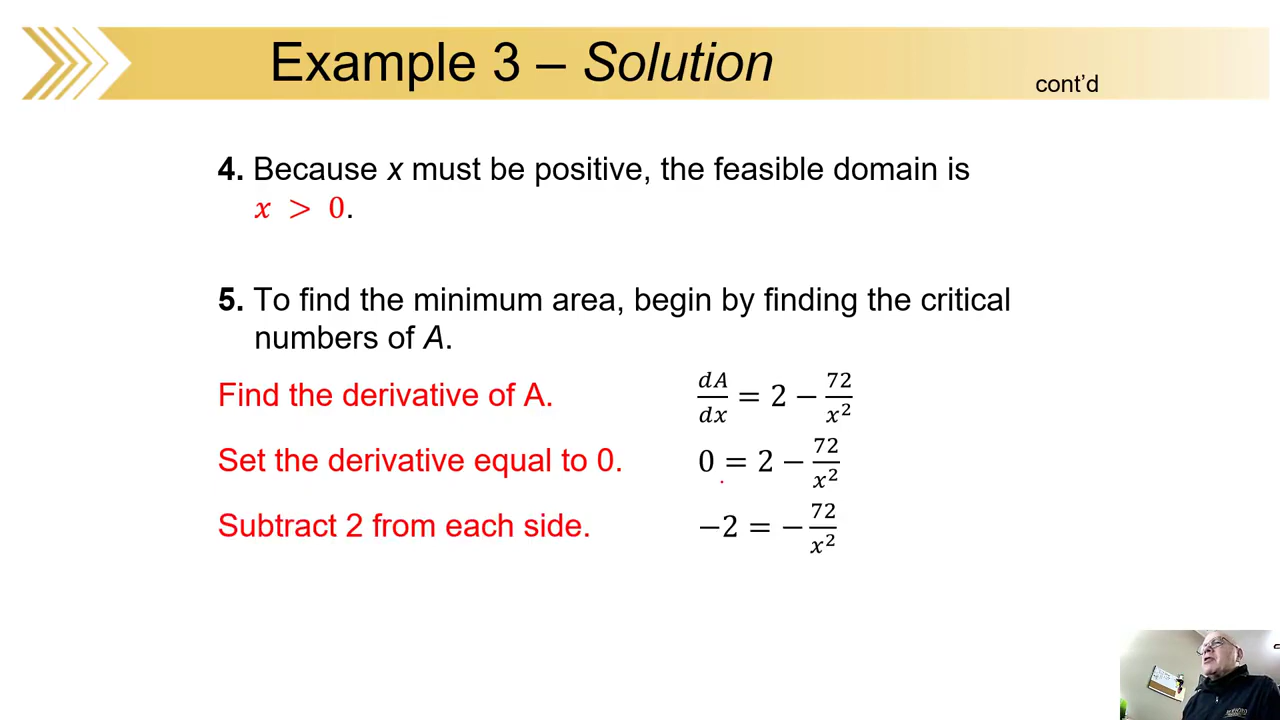 Example 3 – Solution
cont’d
4. Because x must be positive, the feasible domain is
x > 0.
5. To find the minimum area, begin by finding the critical
numbers of A.
Find the derivative of A. dA/dx = 2 − 72/x²
Set the derivative equal to 0. 0 = 2 − 72/x²
Subtract 2 from each side. −2 = − 72/x²